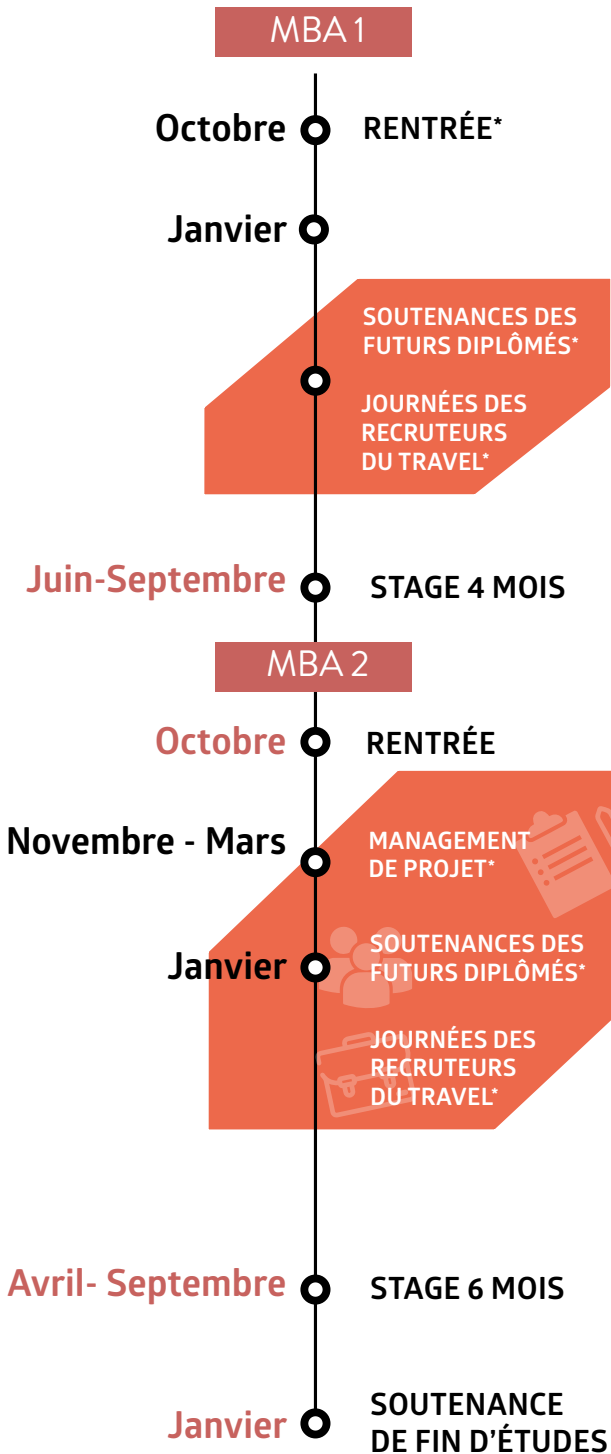 MBA 1
Octobre
RENTRÉE*
Janvier
SOUTENANCES DES
FUTURS DIPLÔMÉS*
JOURNÉES DES
RECRUTEURS
DU TRAVEL*
Juin-Septembre
STAGE 4 MOIS
MBA 2
Octobre
RENTRÉE
Novembre - Mars
MANAGEMENT
DE PROJET*
Janvier
SOUTENANCES DES
FUTURS DIPLÔMÉS*
JOURNÉES DES
RECRUTEURS
DU TRAVEL*
Avril- Septembre
STAGE 6 MOIS
Janvier
SOUTENANCE
DE FIN D'ÉTUDES